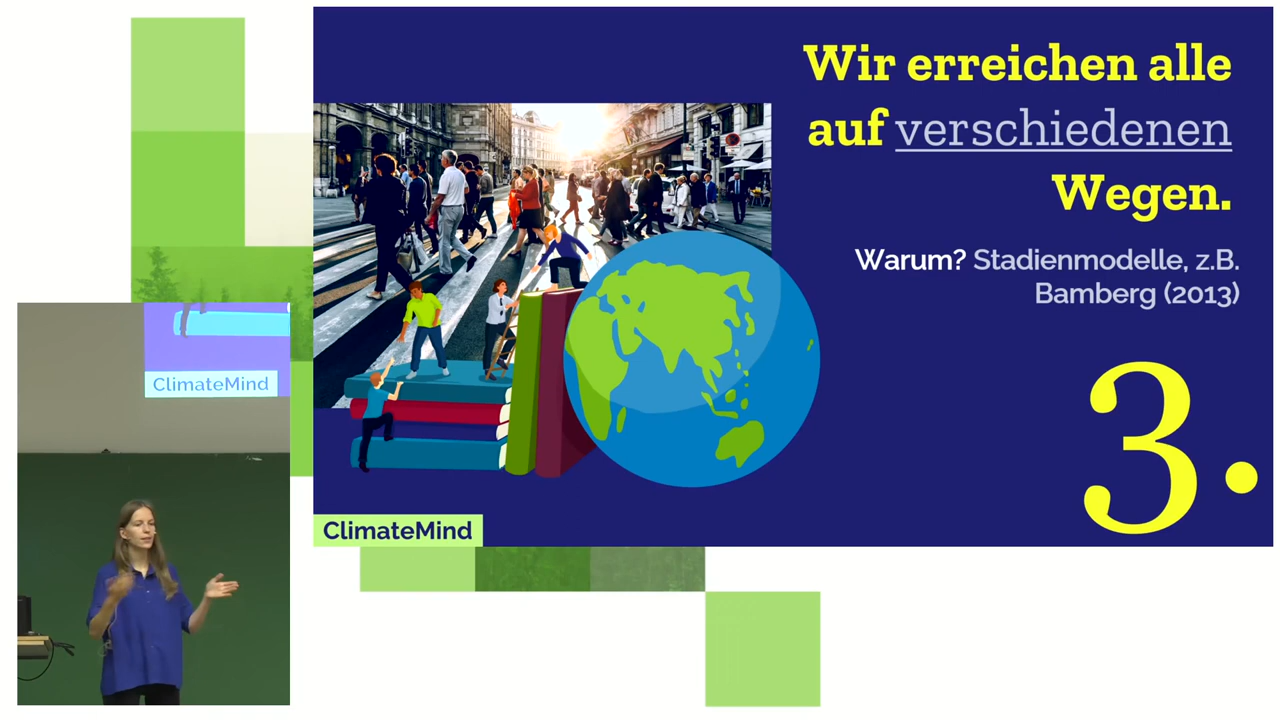 Wir erreichen alle
auf verschiedenen
Wegen.
Warum? Stadienmodelle, z.B.
Bamberg (2013)
3.
ClimateMind
ClimateMind